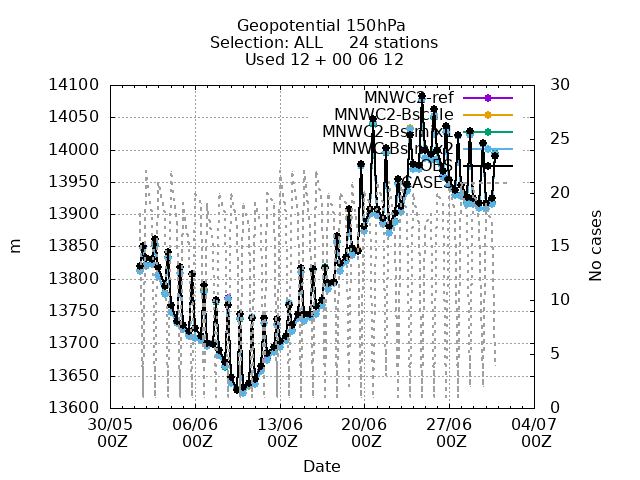 Geopotential 150hPa
Selection: ALL 24 stations
Used 12 + 00 06 12
14100
14050
14000
13950
13900
13850
13800
13750
13700
13650
13600
m
30
25
20
15
10
5
0
No cases
MNWC2-ref
MNWC2-Bscale
MNWC2-Bsmix1
OBS
CASES
30/05 06/06 13/06 20/06 27/06 04/07
00Z 00Z 00Z 00Z 00Z 00Z
Date